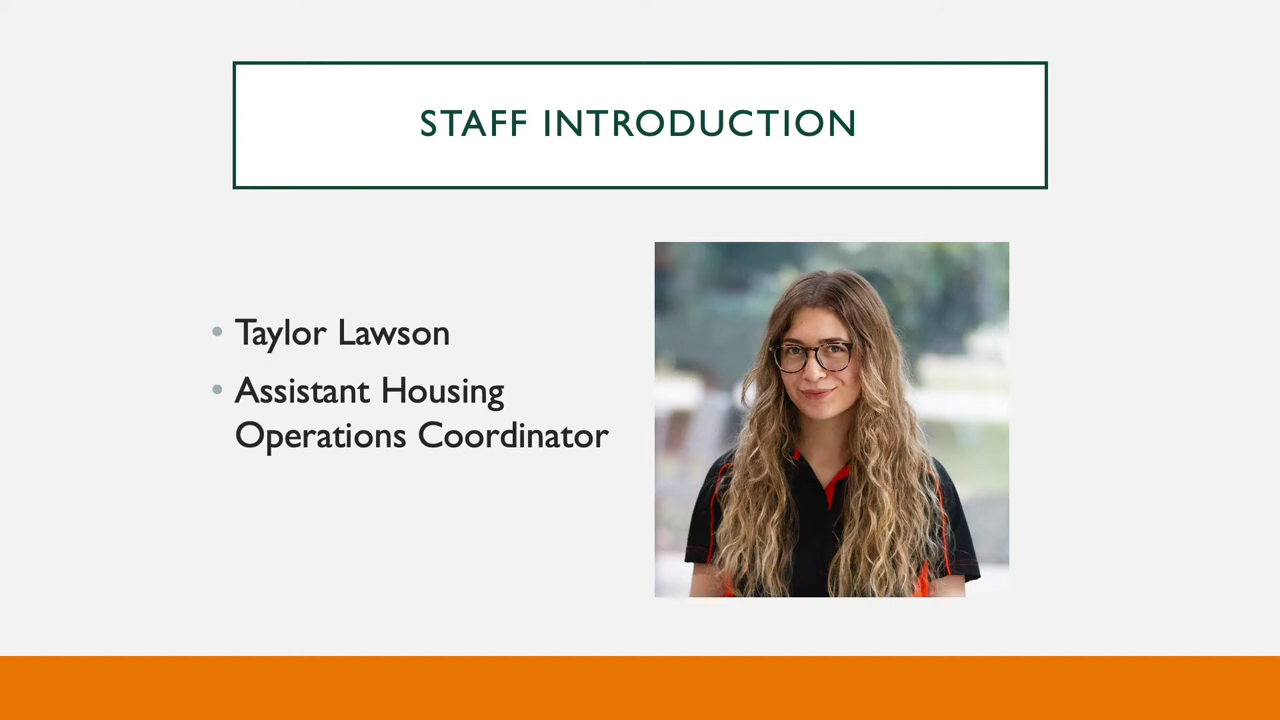 STAFF INTRODUCTION
• Taylor Lawson
• Assistant Housing
Operations Coordinator